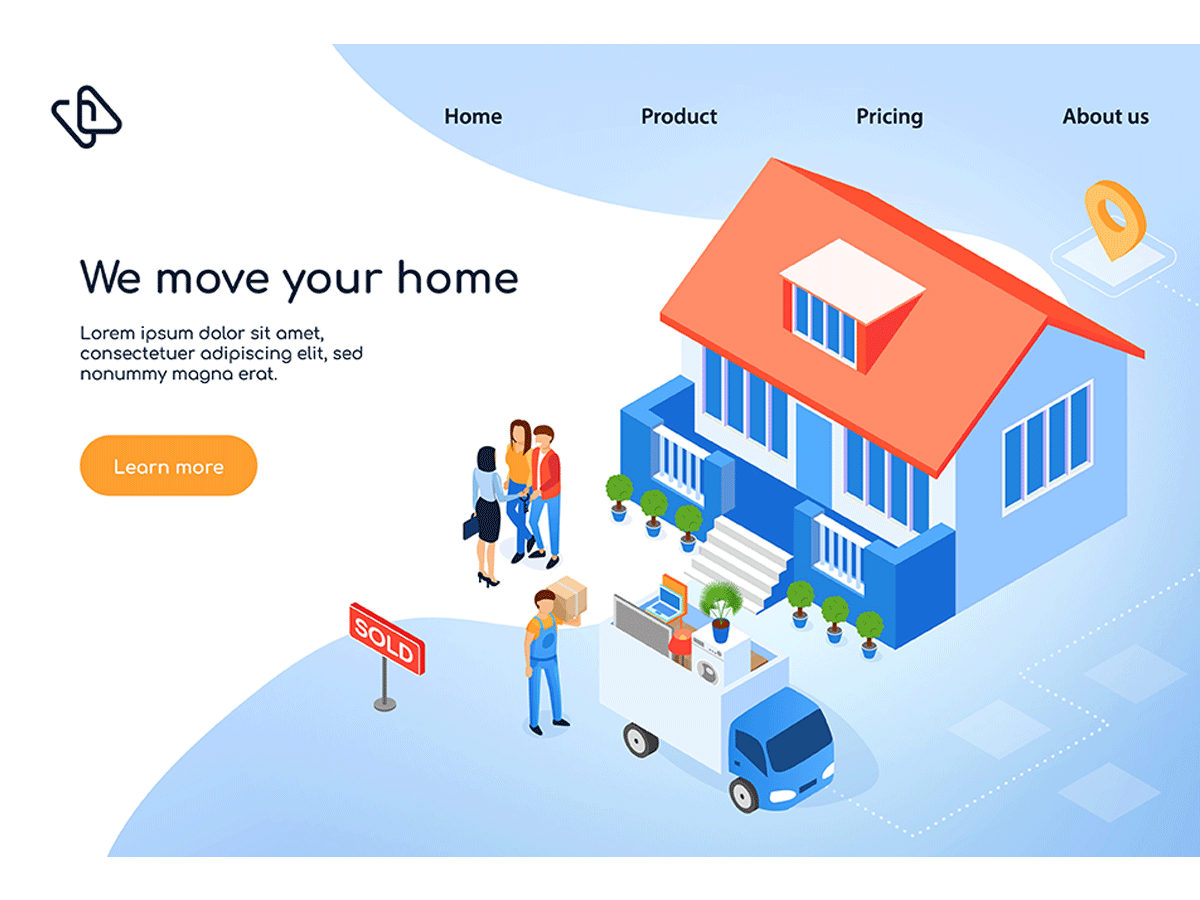 Home Product Pricing About us
We move your home
Lorem ipsum dolor sit amet,
consectetuer adipiscing elit, sed
nonummy magna erat.
Learn more
SOLD